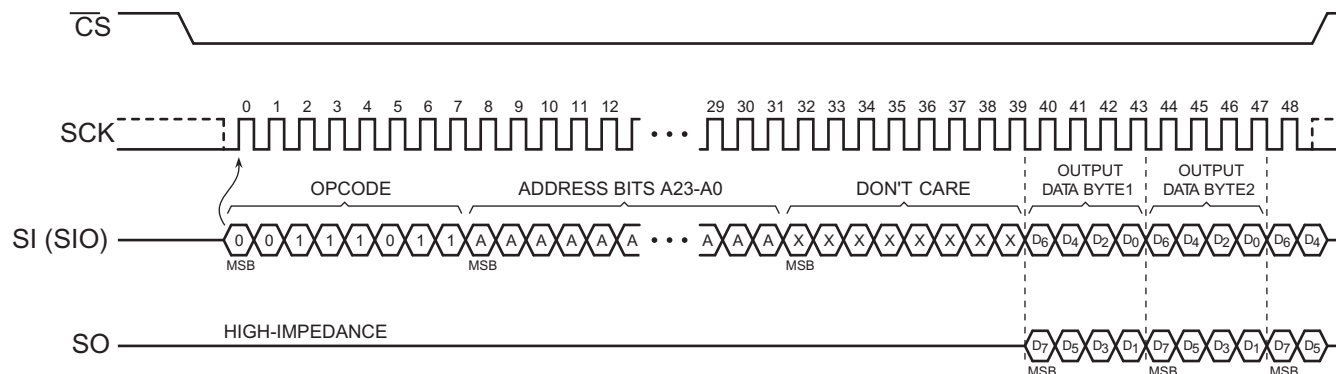 CS
0 1 2 3 4 5 6 7 8 9 10 11 12 29 30 31 32 33 34 35 36 37 38 39 40 41 42 43 44 45 46 47 48
SCK
OPCODE ADDRESS BITS A23-A0 DON'T CARE OUTPUT DATA BYTE1 OUTPUT DATA BYTE2
SI (SIO) 0 0 1 1 1 0 1 1 A A A A A A A A A X X X X X X X X D6 D4 D2 D0 D6 D4 D2 D0 D6 D4
MSB MSB MSB
HIGH-IMPEDANCE
SO D7 D5 D3 D1 D7 D5 D3 D1 D7 D5
MSB MSB MSB